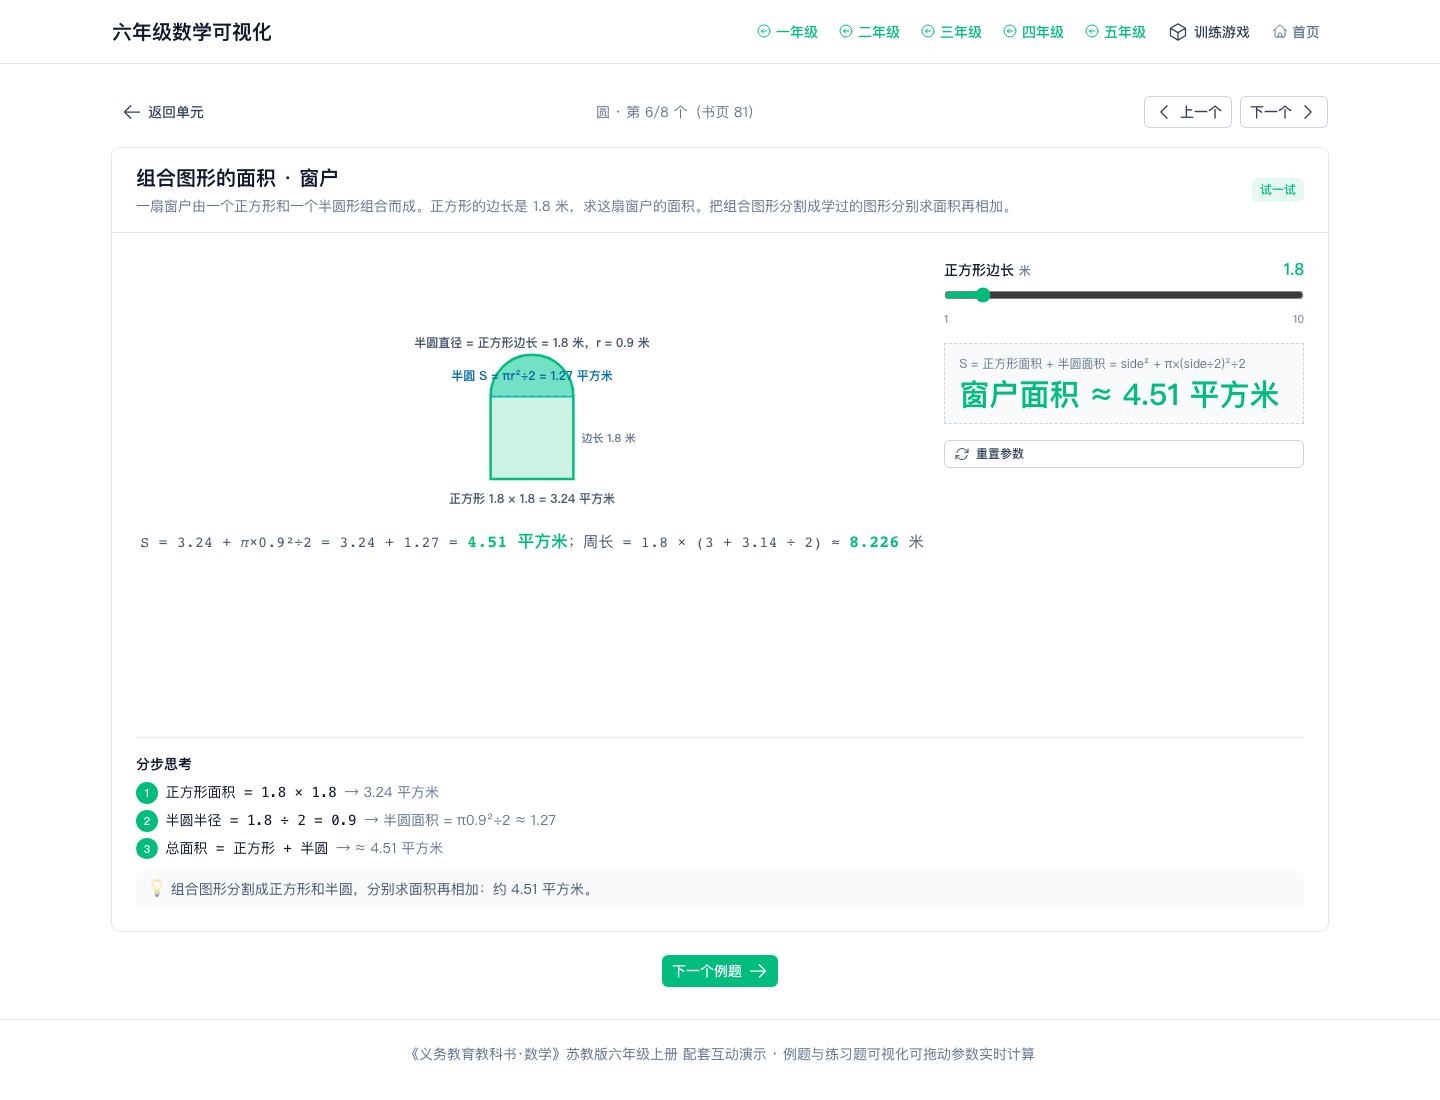 六年级数学可视化
一年级 二年级 三年级 四年级 五年级 训练游戏 首页
返回单元
圆 · 第 6/8 个（书页 81）
上一个 下一个
组合图形的面积 · 窗户
一扇窗户由一个正方形和一个半圆形组合而成。正方形的边长是 1.8 米，求这扇窗户的面积。把组合图形分割成学过的图形分别求面积再相加。
试一试
半圆直径 = 正方形边长 = 1.8 米，r = 0.9 米
半圆 S = πr²÷2 = 1.27 平方米
边长 1.8 米
正方形 1.8 × 1.8 = 3.24 平方米
S = 3.24 + π×0.9²÷2 = 3.24 + 1.27 = 4.51 平方米；周长 = 1.8 × (3 + 3.14 ÷ 2) ≈ 8.226 米
正方形边长 米 1.8
1 10
S = 正方形面积 + 半圆面积 = side² + π×(side÷2)²÷2
窗户面积 ≈ 4.51 平方米
重置参数
分步思考
1 正方形面积 = 1.8 × 1.8 → 3.24 平方米
2 半圆半径 = 1.8 ÷ 2 = 0.9 → 半圆面积 = π0.9²÷2 ≈ 1.27
3 总面积 = 正方形 + 半圆 → ≈ 4.51 平方米
💡 组合图形分割成正方形和半圆，分别求面积再相加：约 4.51 平方米。
下一个例题 →
《义务教育教科书·数学》苏教版六年级上册 配套互动演示 · 例题与练习题可视化可拖动参数实时计算